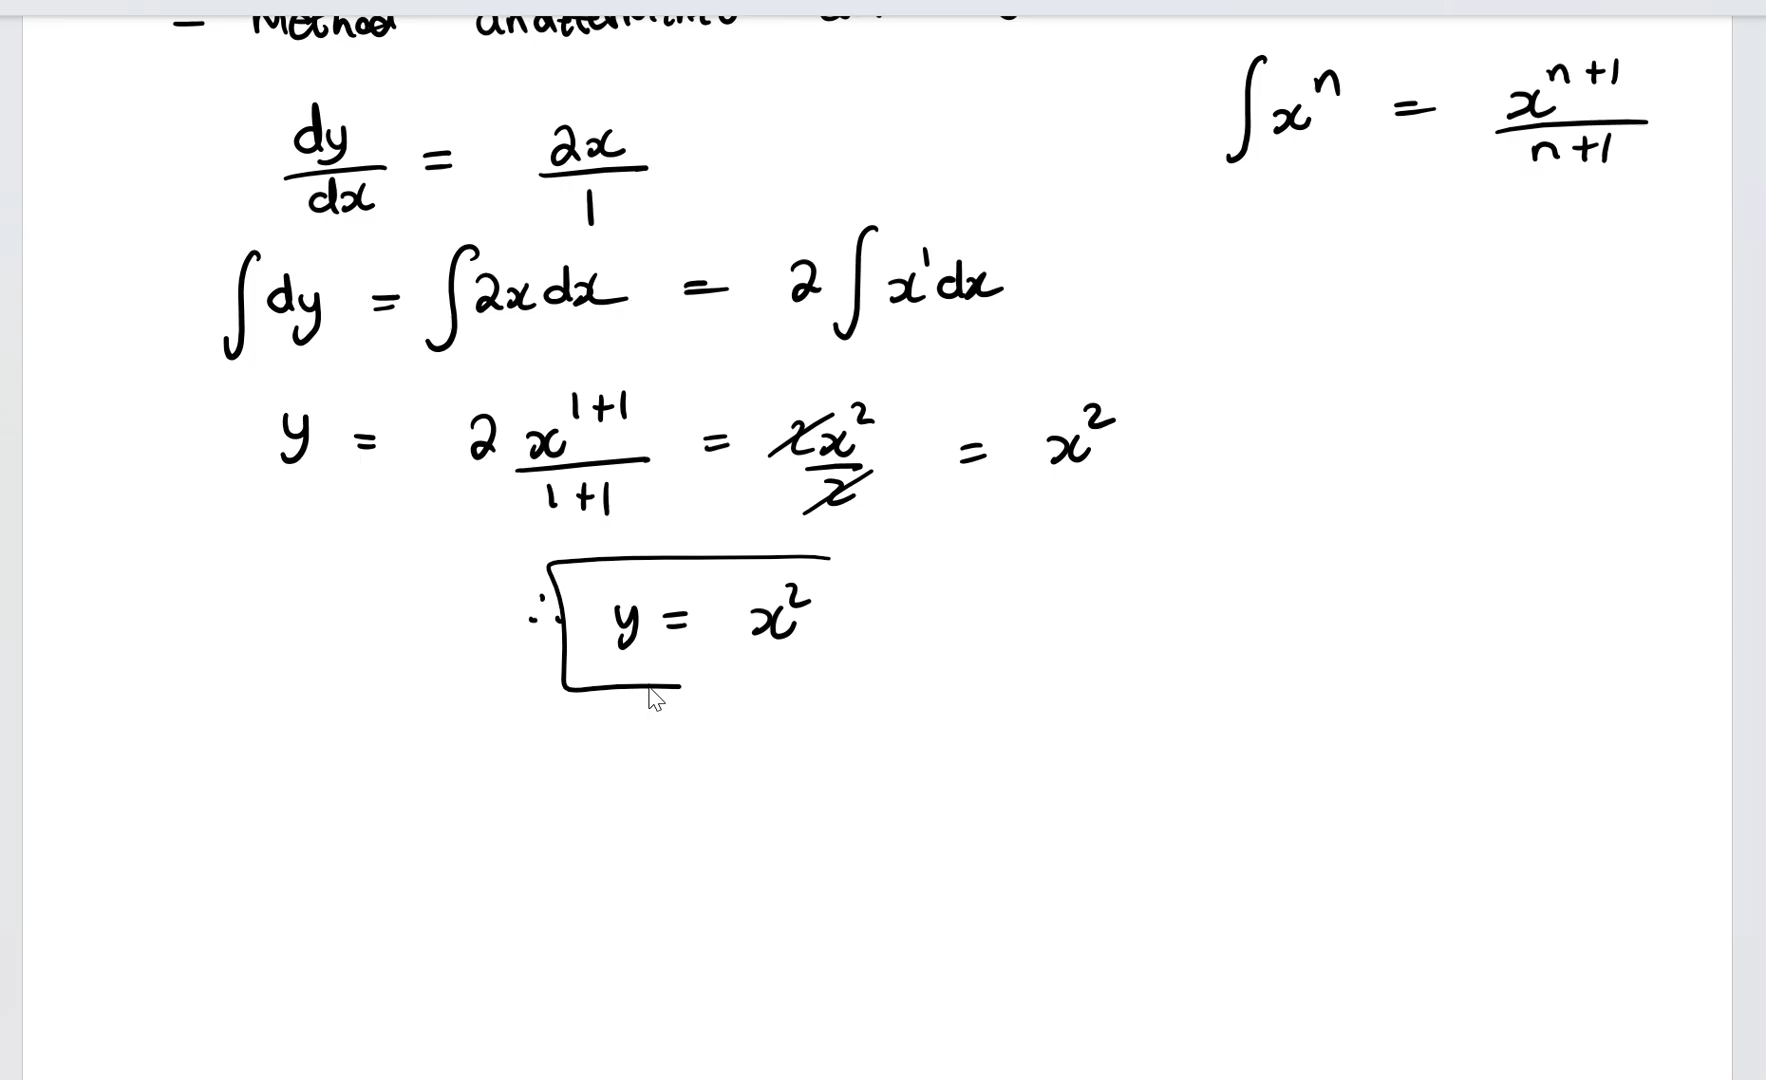 - Method
dy/dx = 2x/1
∫xⁿ = xⁿ⁺¹/n+1
∫dy = ∫2x dx = 2∫x¹dx
y = 2 x¹⁺¹/1+1 = 2x²/2 = x²
∴ y = x²